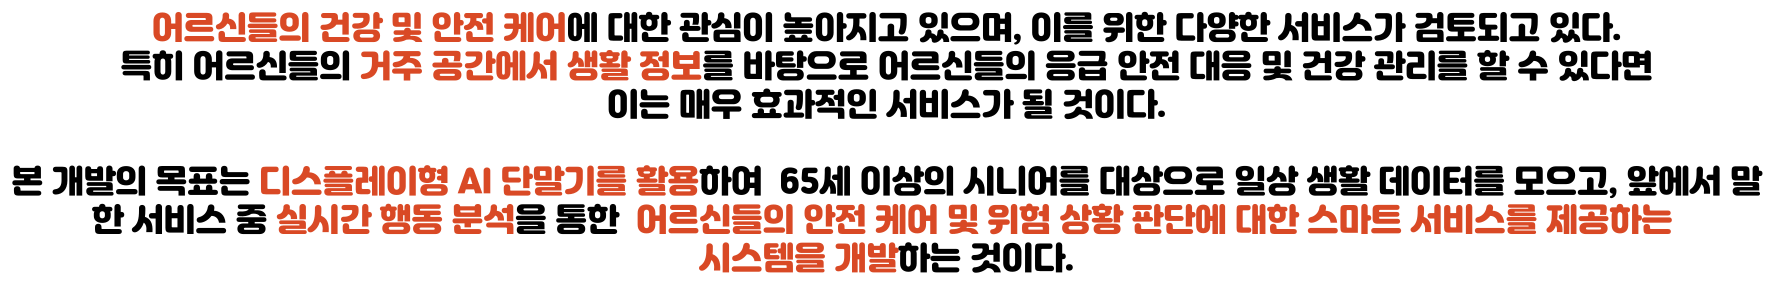 어르신들의 건강 및 안전 케어에 대한 관심이 높아지고 있으며, 이를 위한 다양한 서비스가 검토되고 있다.
특히 어르신들의 거주 공간에서 생활 정보를 바탕으로 어르신들의 응급 안전 대응 및 건강 관리를 할 수 있다면
이는 매우 효과적인 서비스가 될 것이다.
본 개발의 목표는 디스플레이형 AI 단말기를 활용하여 65세 이상의 시니어를 대상으로 일상 생활 데이터를 모으고, 앞에서 말
한 서비스 중 실시간 행동 분석을 통한 어르신들의 안전 케어 및 위험 상황 판단에 대한 스마트 서비스를 제공하는
시스템을 개발하는 것이다.